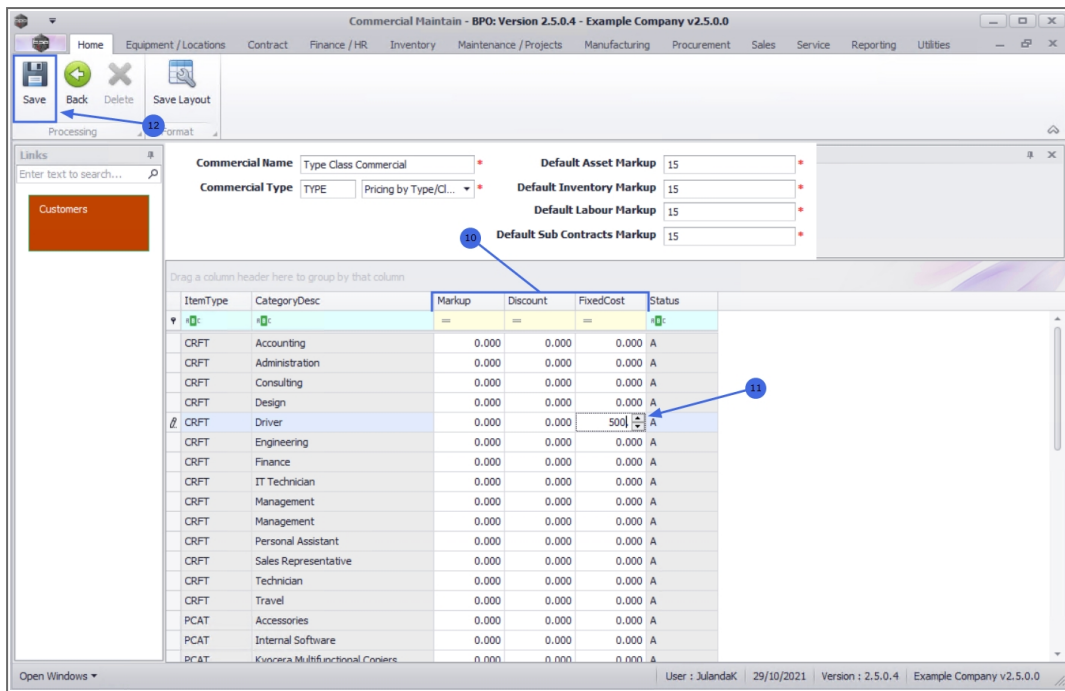 Commercial Maintain - BPO: Version 2.5.0.4 - Example Company v2.5.0.0
Home Equipment / Locations Contract Finance / HR Inventory Maintenance / Projects Manufacturing Procurement Sales Service Reporting Utilities
Save Back Delete Save Layout
12
Processing Format
Links
Enter text to search...
Customers
Commercial Name Type Class Commercial * Default Asset Markup 15 *
Commercial Type TYPE Pricing by Type/Cl... * Default Inventory Markup 15 *
Default Labour Markup 15 *
10 Default Sub Contracts Markup 15 *
Drag a column header here to group by that column
ItemType CategoryDesc Markup Discount FixedCost Status
= = =
CRFT Accounting 0.000 0.000 0.000 A
CRFT Administration 0.000 0.000 0.000 A
CRFT Consulting 0.000 0.000 0.000 A
11
CRFT Design 0.000 0.000 0.000 A
CRFT Driver 0.000 0.000 500 A
CRFT Engineering 0.000 0.000 0.000 A
CRFT Finance 0.000 0.000 0.000 A
CRFT IT Technician 0.000 0.000 0.000 A
CRFT Management 0.000 0.000 0.000 A
CRFT Management 0.000 0.000 0.000 A
CRFT Personal Assistant 0.000 0.000 0.000 A
CRFT Sales Representative 0.000 0.000 0.000 A
CRFT Technician 0.000 0.000 0.000 A
CRFT Travel 0.000 0.000 0.000 A
PCAT Accessories 0.000 0.000 0.000 A
PCAT Internal Software 0.000 0.000 0.000 A
PCAT Kyocera Multifunctional Copiers 0.000 0.000 0.000 A
Open Windows User : JulandaK 29/10/2021 Version : 2.5.0.4 Example Company v2.5.0.0